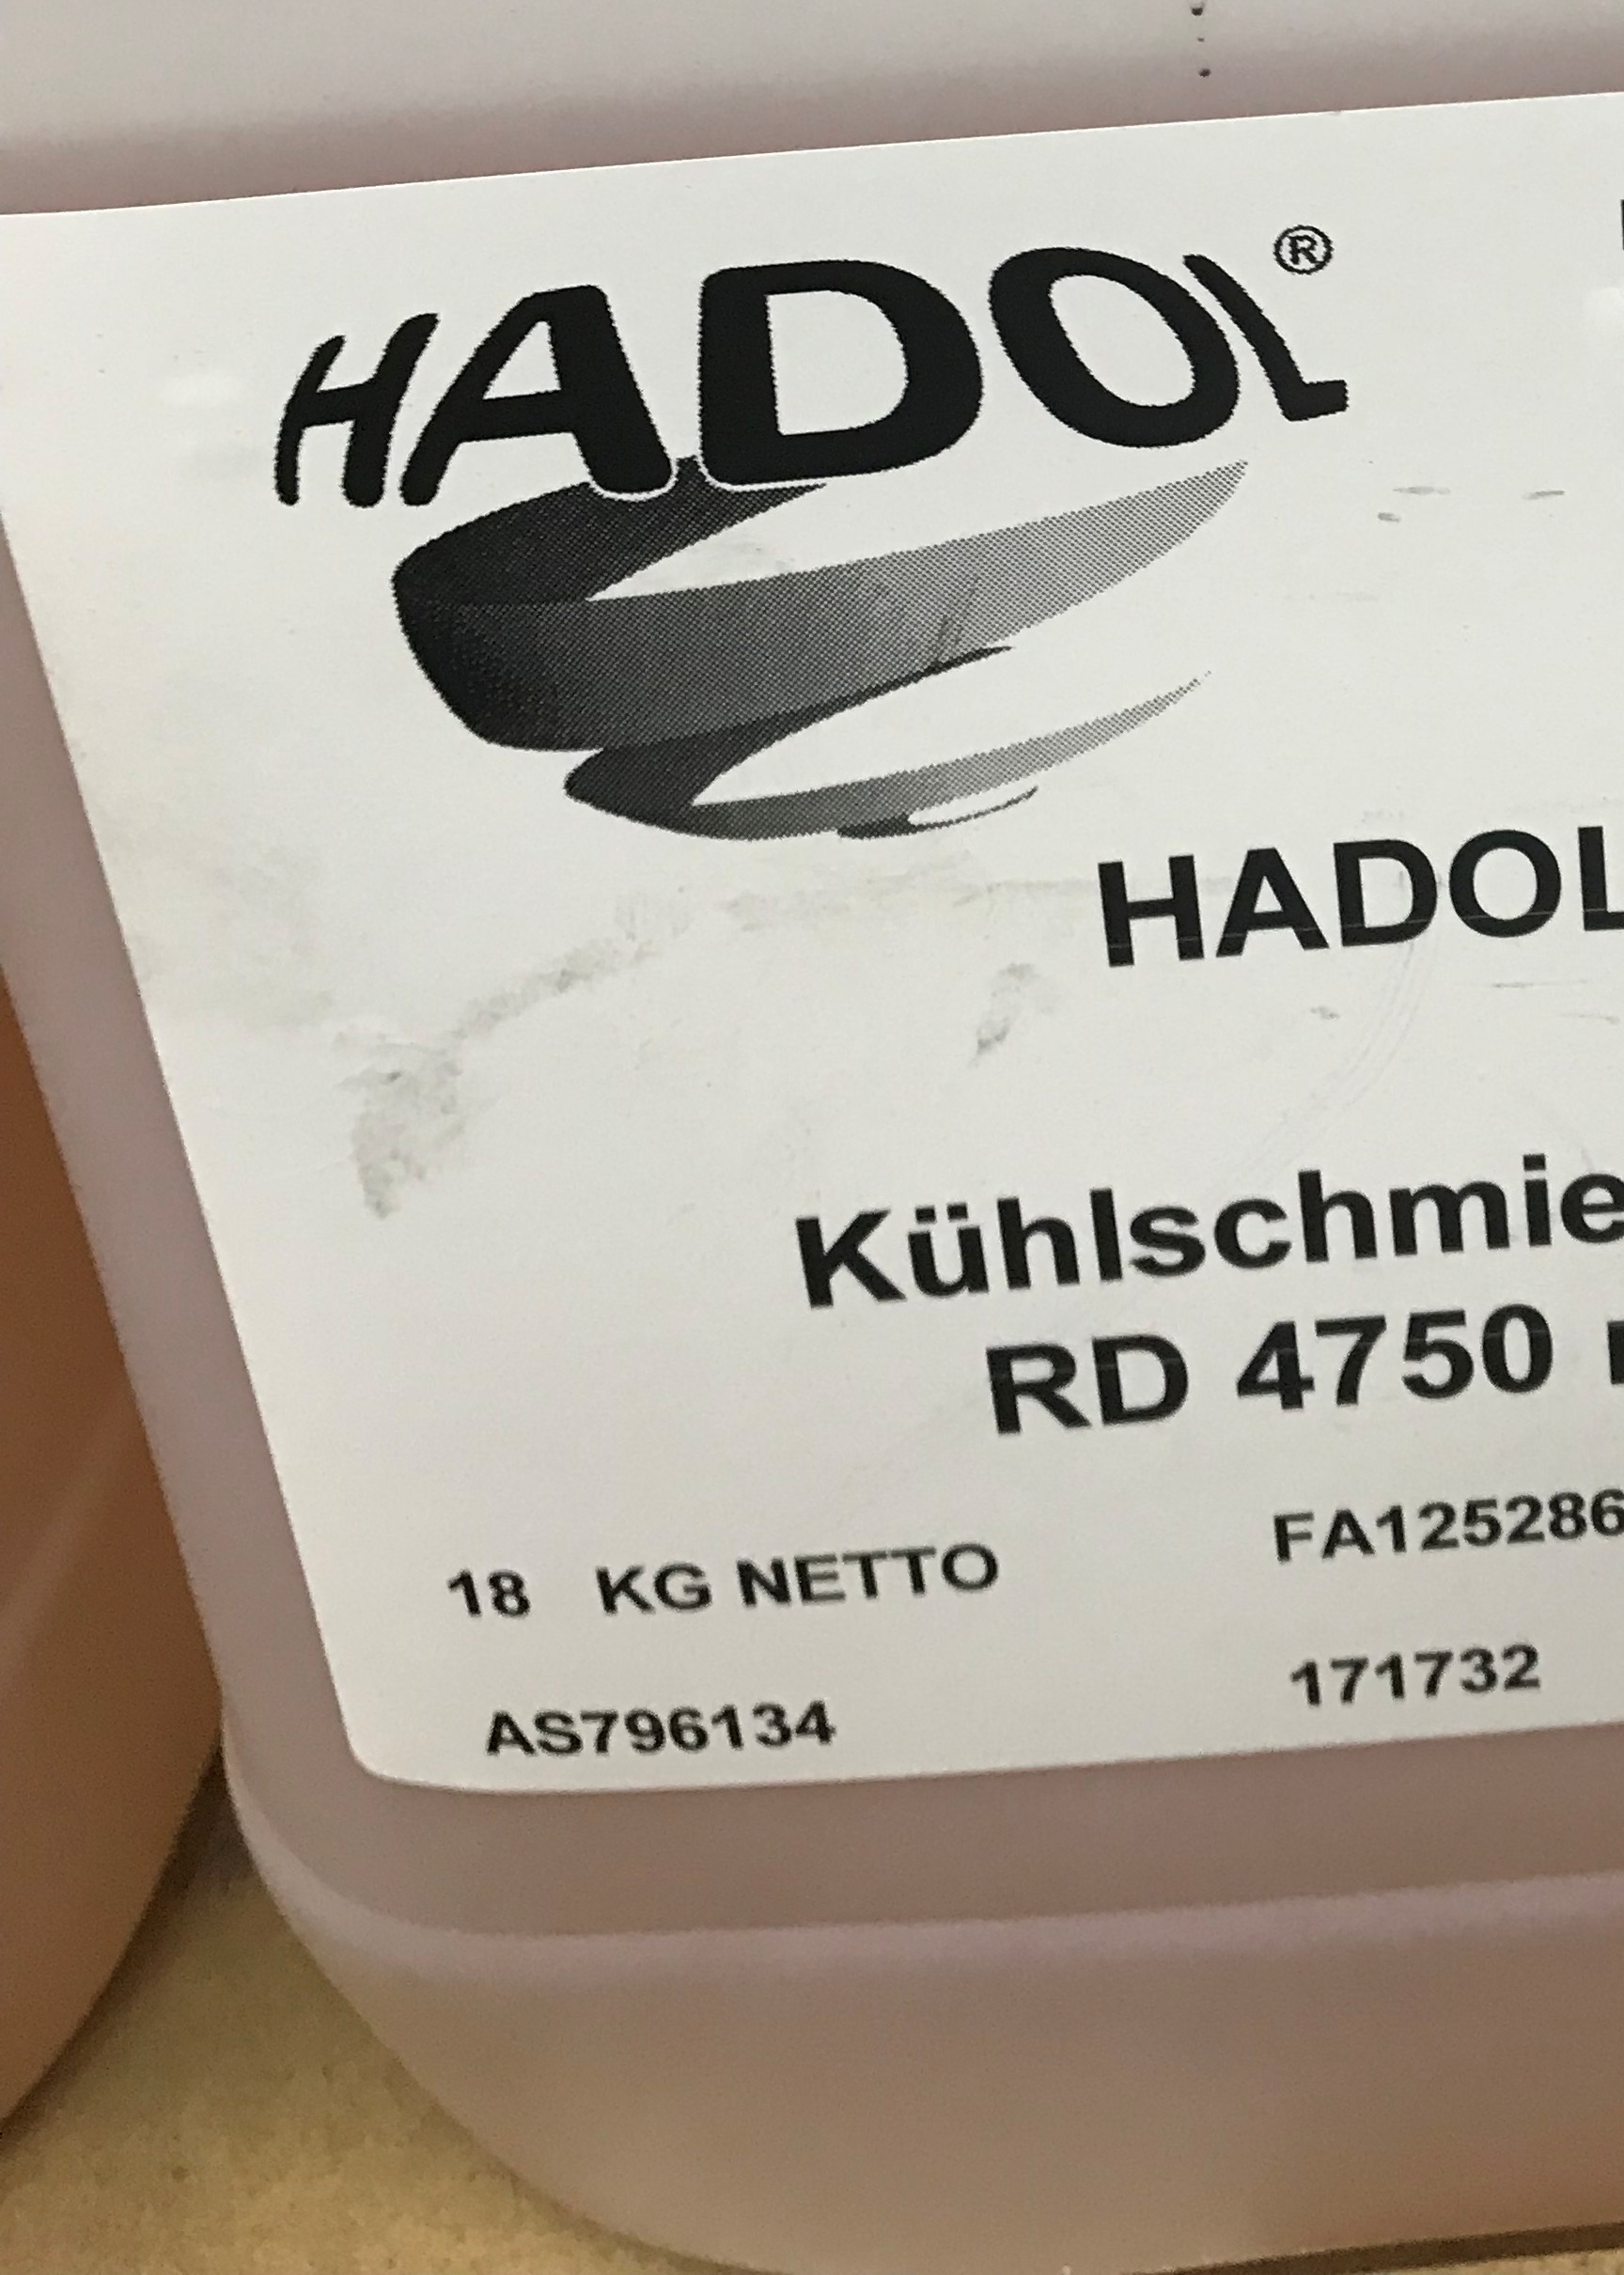 HADOL®
HADOL
Kühlschmie
RD 4750
18 KG NETTO FA125286
AS796134 171732